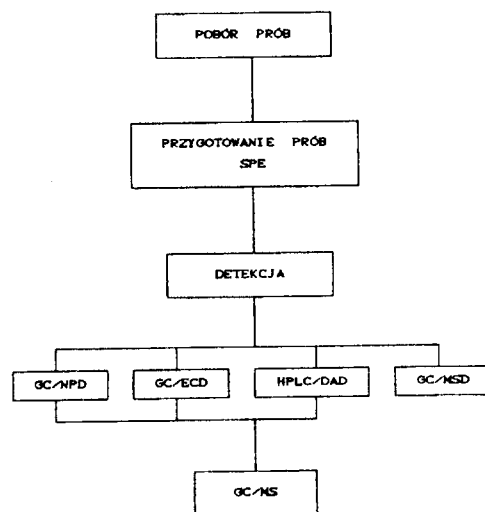 POBÓR PRÓB
PRZYGOTOWANIE PRÓB
SPE
DETEKCJA
GC/NPD
GC/ECD
HPLC/DAD
GC/MSD
GC/MS